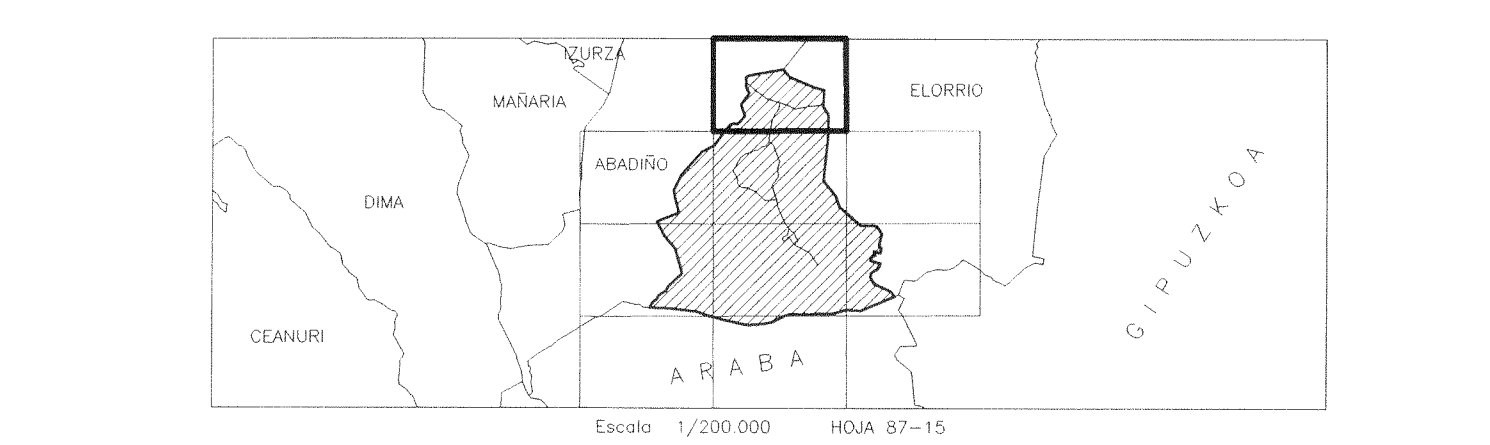 IZURZA
MAÑARIA
ELORRIO
ABADIÑO
DIMA
GIPUZKOA
CEANURI
ARABA
Escala 1/200.000 HOJA 87-15